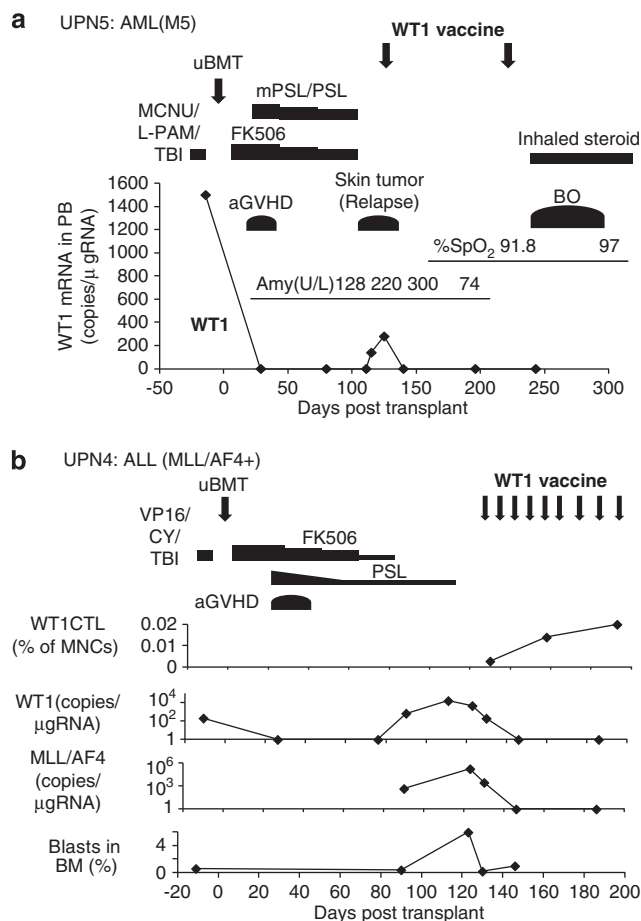 a UPN5: AML(M5)
WT1 vaccine
uBMT
MCNU/
L-PAM/
TBI
mPSL/PSL
FK506
Inhaled steroid
aGVHD
Skin tumor
(Relapse)
BO
%SpO2 91.8 97
Amy(U/L)128 220 300 74
WT1
WT1 mRNA in PB
(copies/µ gRNA)
1600
1400
1200
1000
800
600
400
200
0
-50 0 50 100 150 200 250 300
Days post transplant
b UPN4: ALL (MLL/AF4+)
uBMT
WT1 vaccine
VP16/
CY/
TBI
FK506
PSL
aGVHD
WT1CTL
(% of MNCs)
0.02
0.01
0
WT1(copies/
µgRNA)
10^4
10^2
1
MLL/AF4
(copies/
µgRNA)
10^6
10^3
1
Blasts in
BM (%)
4
0
-20 0 20 40 60 80 100 120 140 160 180 200
Days post transplant